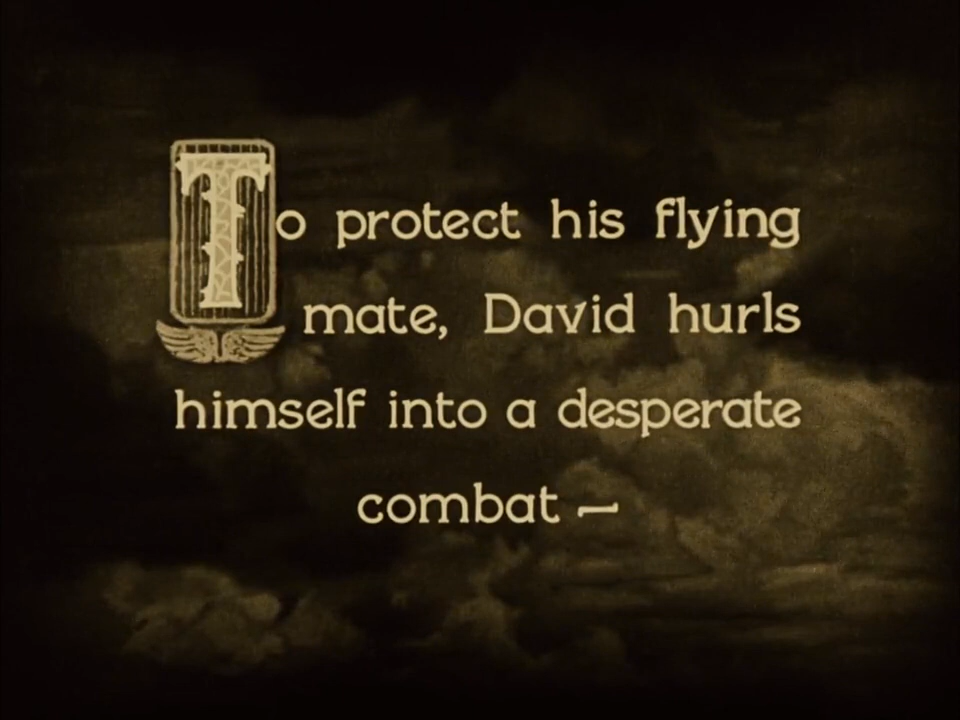 To protect his flying
mate, David hurls
himself into a desperate
combat —